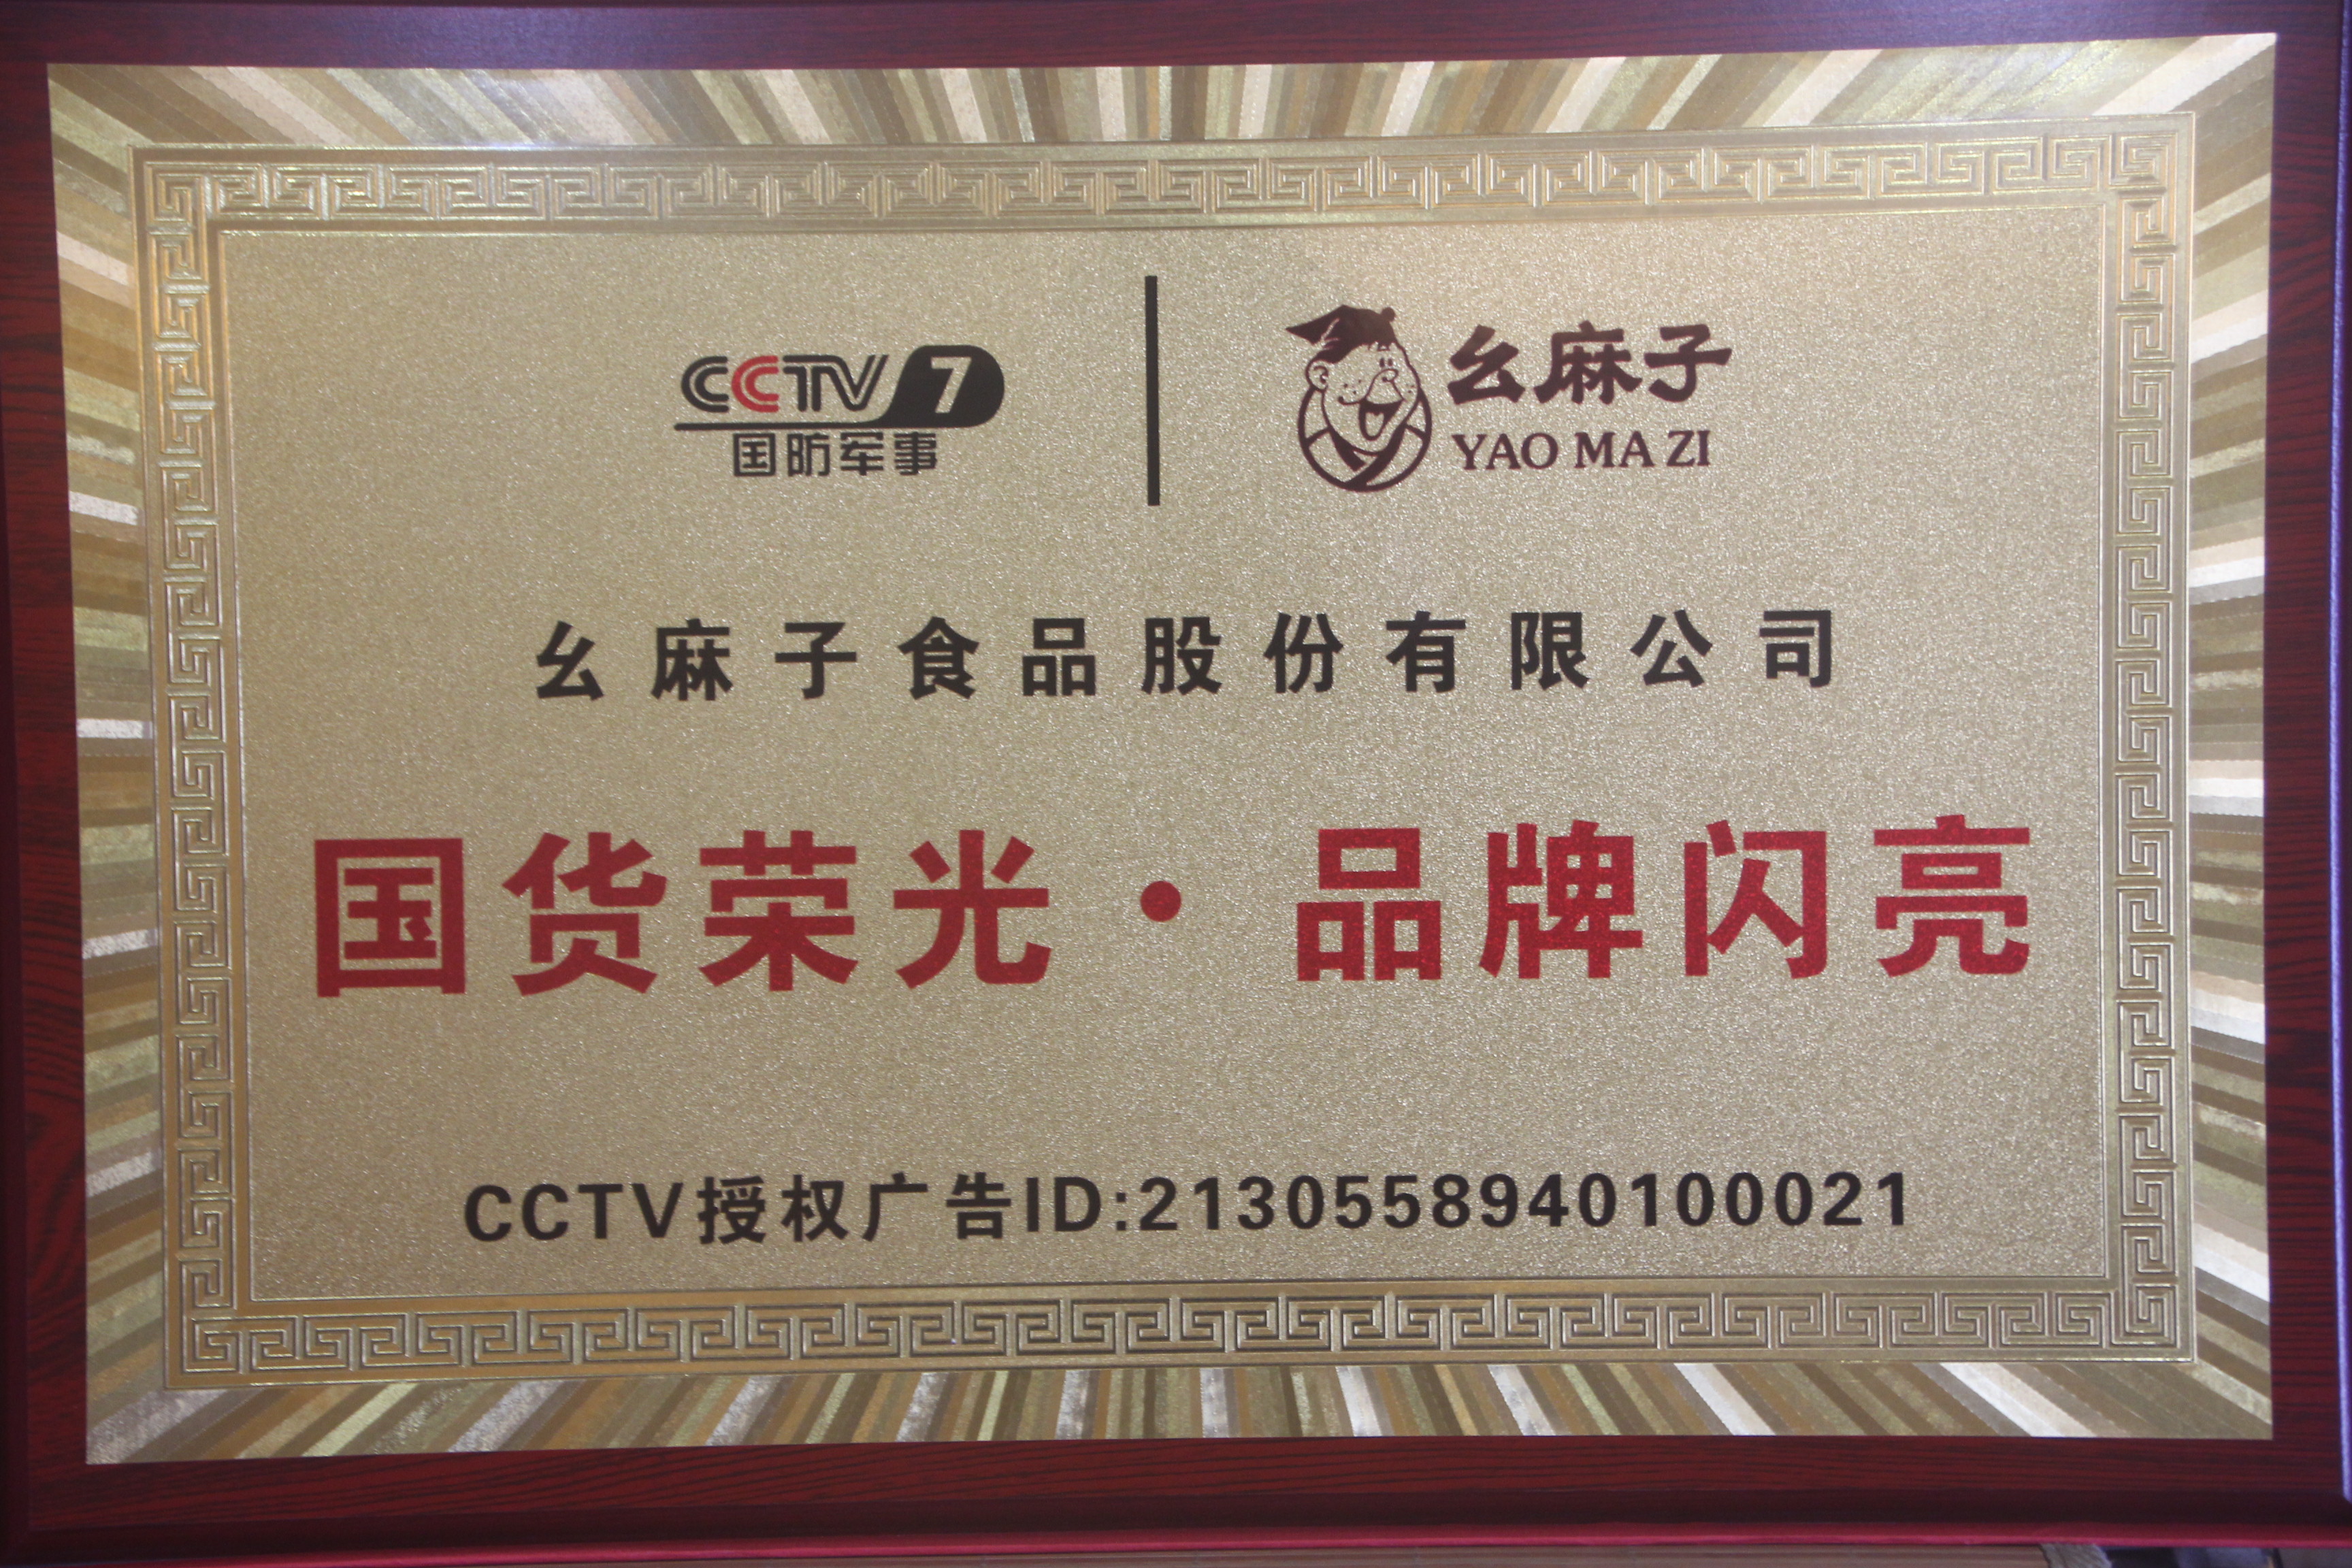 CCTV 7
国防军事
幺麻子
YAO MA ZI
幺麻子食品股份有限公司
国货荣光·品牌闪亮
CCTV授权广告ID:2130558940100021